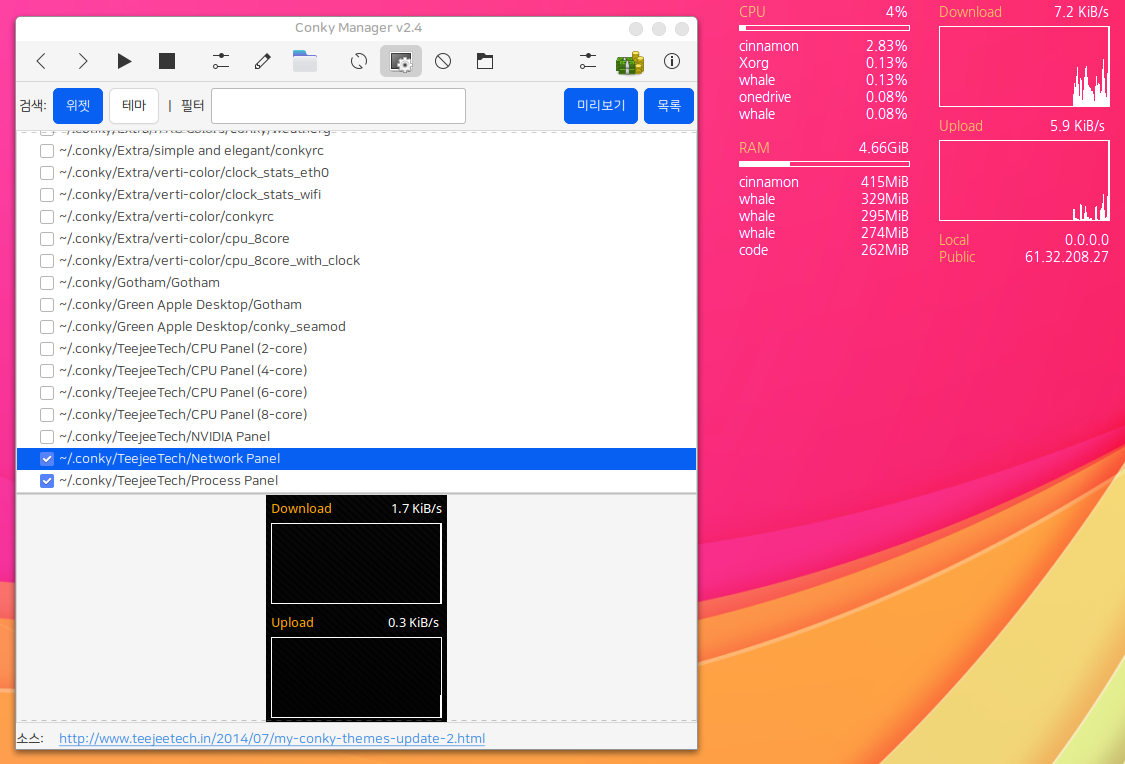 Conky Manager v2.4
검색: 위젯 테마 | 필터 미리보기 목록
~/.conky/Extra/simple and elegant/conkyrc
~/.conky/Extra/verti-color/clock_stats_eth0
~/.conky/Extra/verti-color/clock_stats_wifi
~/.conky/Extra/verti-color/conkyrc
~/.conky/Extra/verti-color/cpu_8core
~/.conky/Extra/verti-color/cpu_8core_with_clock
~/.conky/Gotham/Gotham
~/.conky/Green Apple Desktop/Gotham
~/.conky/Green Apple Desktop/conky_seamod
~/.conky/TeejeeTech/CPU Panel (2-core)
~/.conky/TeejeeTech/CPU Panel (4-core)
~/.conky/TeejeeTech/CPU Panel (6-core)
~/.conky/TeejeeTech/CPU Panel (8-core)
~/.conky/TeejeeTech/NVIDIA Panel
~/.conky/TeejeeTech/Network Panel
~/.conky/TeejeeTech/Process Panel
Download 1.7 KiB/s
Upload 0.3 KiB/s
소스: http://www.teejeetech.in/2014/07/my-conky-themes-update-2.html
CPU 4%
cinnamon 2.83%
Xorg 0.13%
whale 0.13%
onedrive 0.08%
whale 0.08%
RAM 4.66GiB
cinnamon 415MiB
whale 329MiB
whale 295MiB
whale 274MiB
code 262MiB
Download 7.2 KiB/s
Upload 5.9 KiB/s
Local 0.0.0.0
Public 61.32.208.27